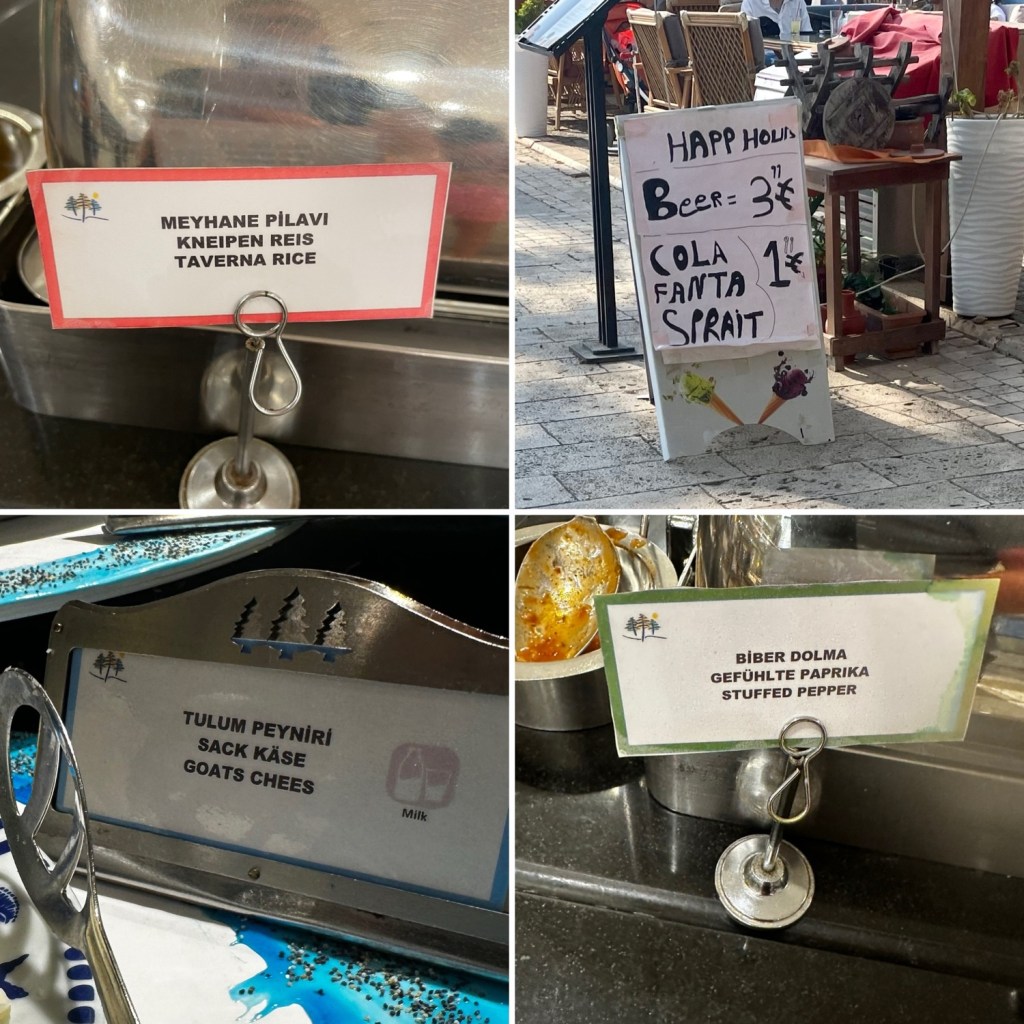 MEYHANE PİLAVI
KNEIPEN REIS
TAVERNA RICE
HAPP HOUR
BEER = 3"€
COLA
FANTA
SPRAIT
1"€
TULUM PEYNİRİ
SACK KÄSE
GOATS CHEES
Milk
BİBER DOLMA
GEFÜHLTE PAPRIKA
STUFFED PEPPER